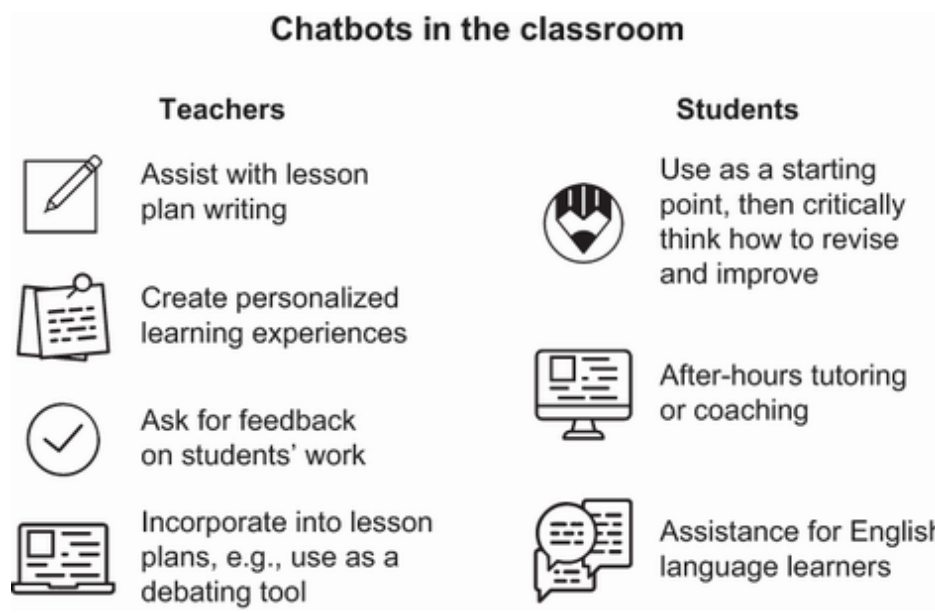 Chatbots in the classroom
Teachers
Assist with lesson
plan writing
Create personalized
learning experiences
Ask for feedback
on students' work
Incorporate into lesson
plans, e.g., use as a
debating tool
Students
Use as a starting
point, then critically
think how to revise
and improve
After-hours tutoring
or coaching
Assistance for English
language learners